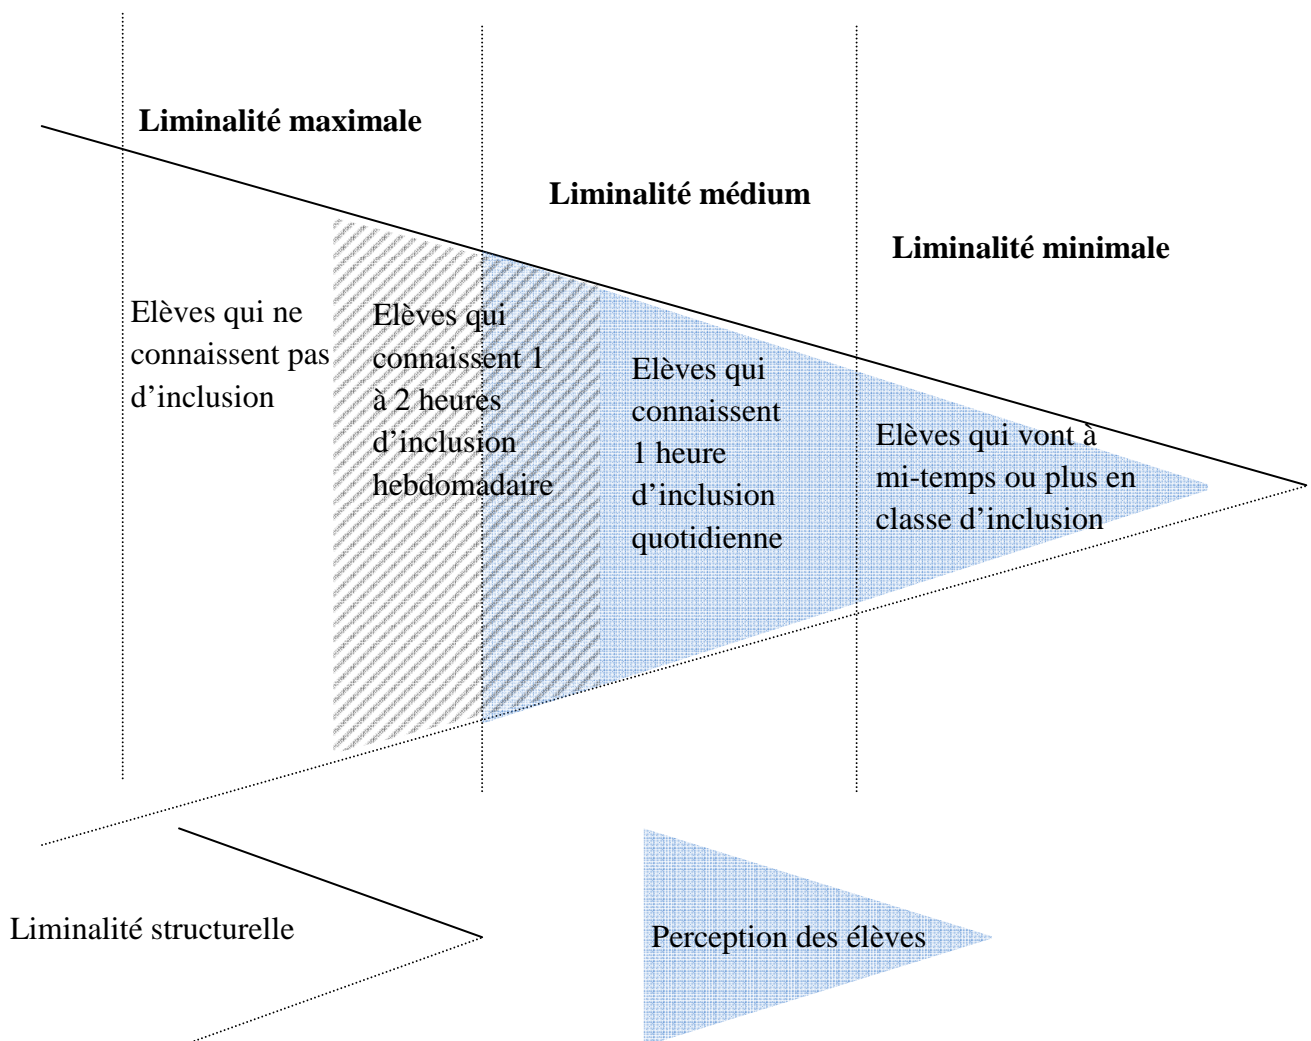 Liminalité maximale
Liminalité médium
Liminalité minimale
Elèves qui ne
connaissent pas
d’inclusion
Elèves qui
connaissent 1
à 2 heures
d’inclusion
hebdomadaire
Elèves qui
connaissent
1 heure
d’inclusion
quotidienne
Elèves qui vont à
mi-temps ou plus en
classe d’inclusion
Liminalité structurelle
Perception des élèves